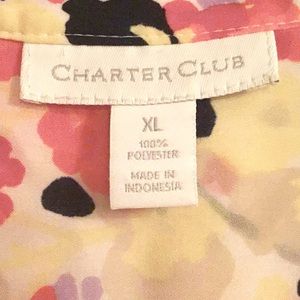 CHARTER CLUB
XL
100%
POLYESTER
MADE IN
INDONESIA